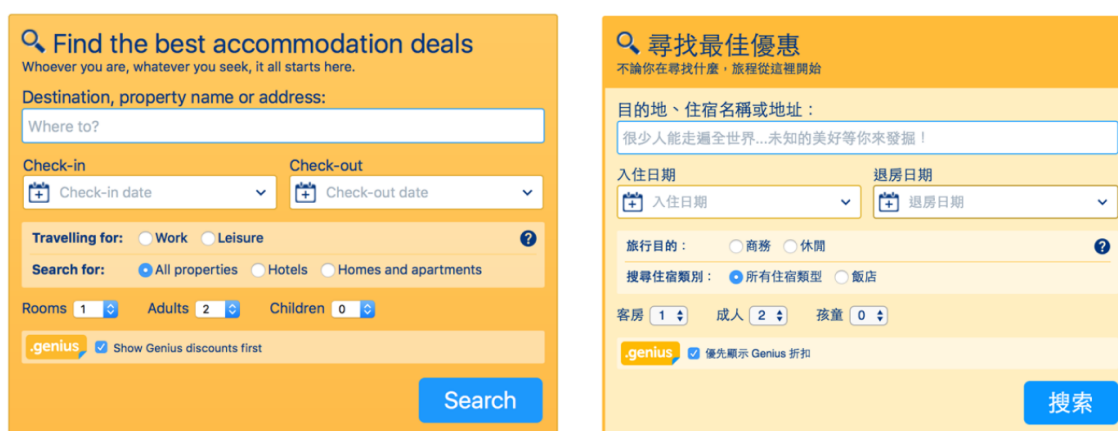 Find the best accommodation deals
Whoever you are, whatever you seek, it all starts here.
Destination, property name or address:
Where to?
Check-in Check-out
Check-in date Check-out date
Travelling for: Work Leisure ?
Search for: All properties Hotels Homes and apartments
Rooms 1 Adults 2 Children 0
.genius Show Genius discounts first
Search
尋找最佳優惠
不論你在尋找什麼，旅程從這裡開始
目的地、住宿名稱或地址：
很少人能走遍全世界...未知的美好等你來發掘！
入住日期 退房日期
入住日期 退房日期
旅行目的： 商務 休閒 ?
搜尋住宿類別： 所有住宿類型 飯店
客房 1 成人 2 孩童 0
.genius 優先顯示 Genius 折扣
搜索